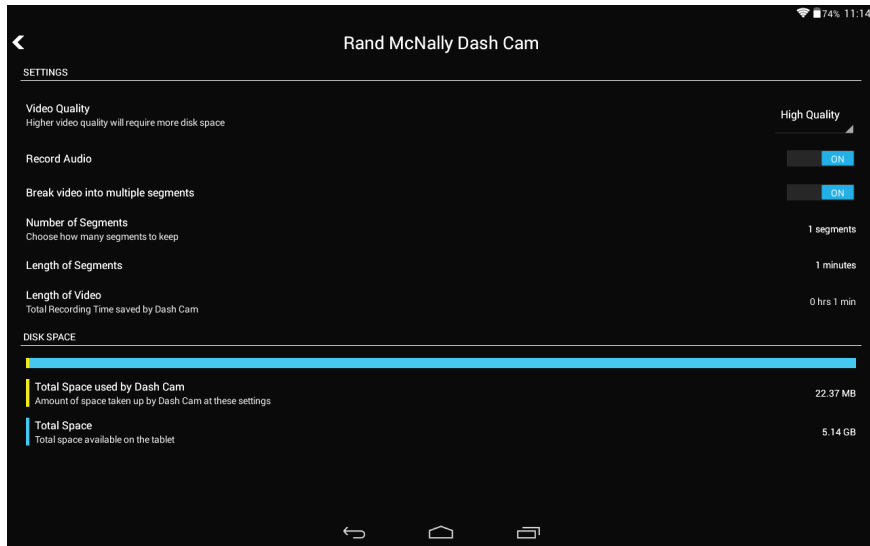 74% 11:14
Rand McNally Dash Cam
SETTINGS
Video Quality
Higher video quality will require more disk space
High Quality
Record Audio
ON
Break video into multiple segments
ON
Number of Segments
Choose how many segments to keep
1 segments
Length of Segments
1 minutes
Length of Video
Total Recording Time saved by Dash Cam
0 hrs 1 min
DISK SPACE
Total Space used by Dash Cam
Amount of space taken up by Dash Cam at these settings
22.37 MB
Total Space
Total space available on the tablet
5.14 GB